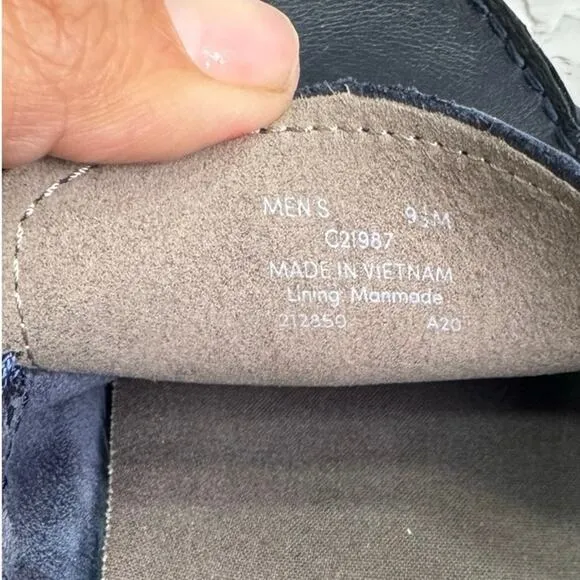 MEN'S 9½M
C21987
MADE IN VIETNAM
Lining: Manmade
212850 A20